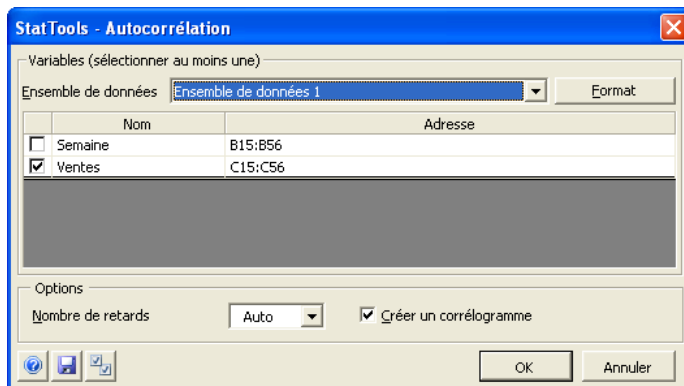 StatTools - Autocorrélation
Variables (sélectionner au moins une)
Ensemble de données Ensemble de données 1 Format
Nom Adresse
Semaine B15:B56
Ventes C15:C56
Options
Nombre de retards Auto Créer un corrélogramme
OK Annuler